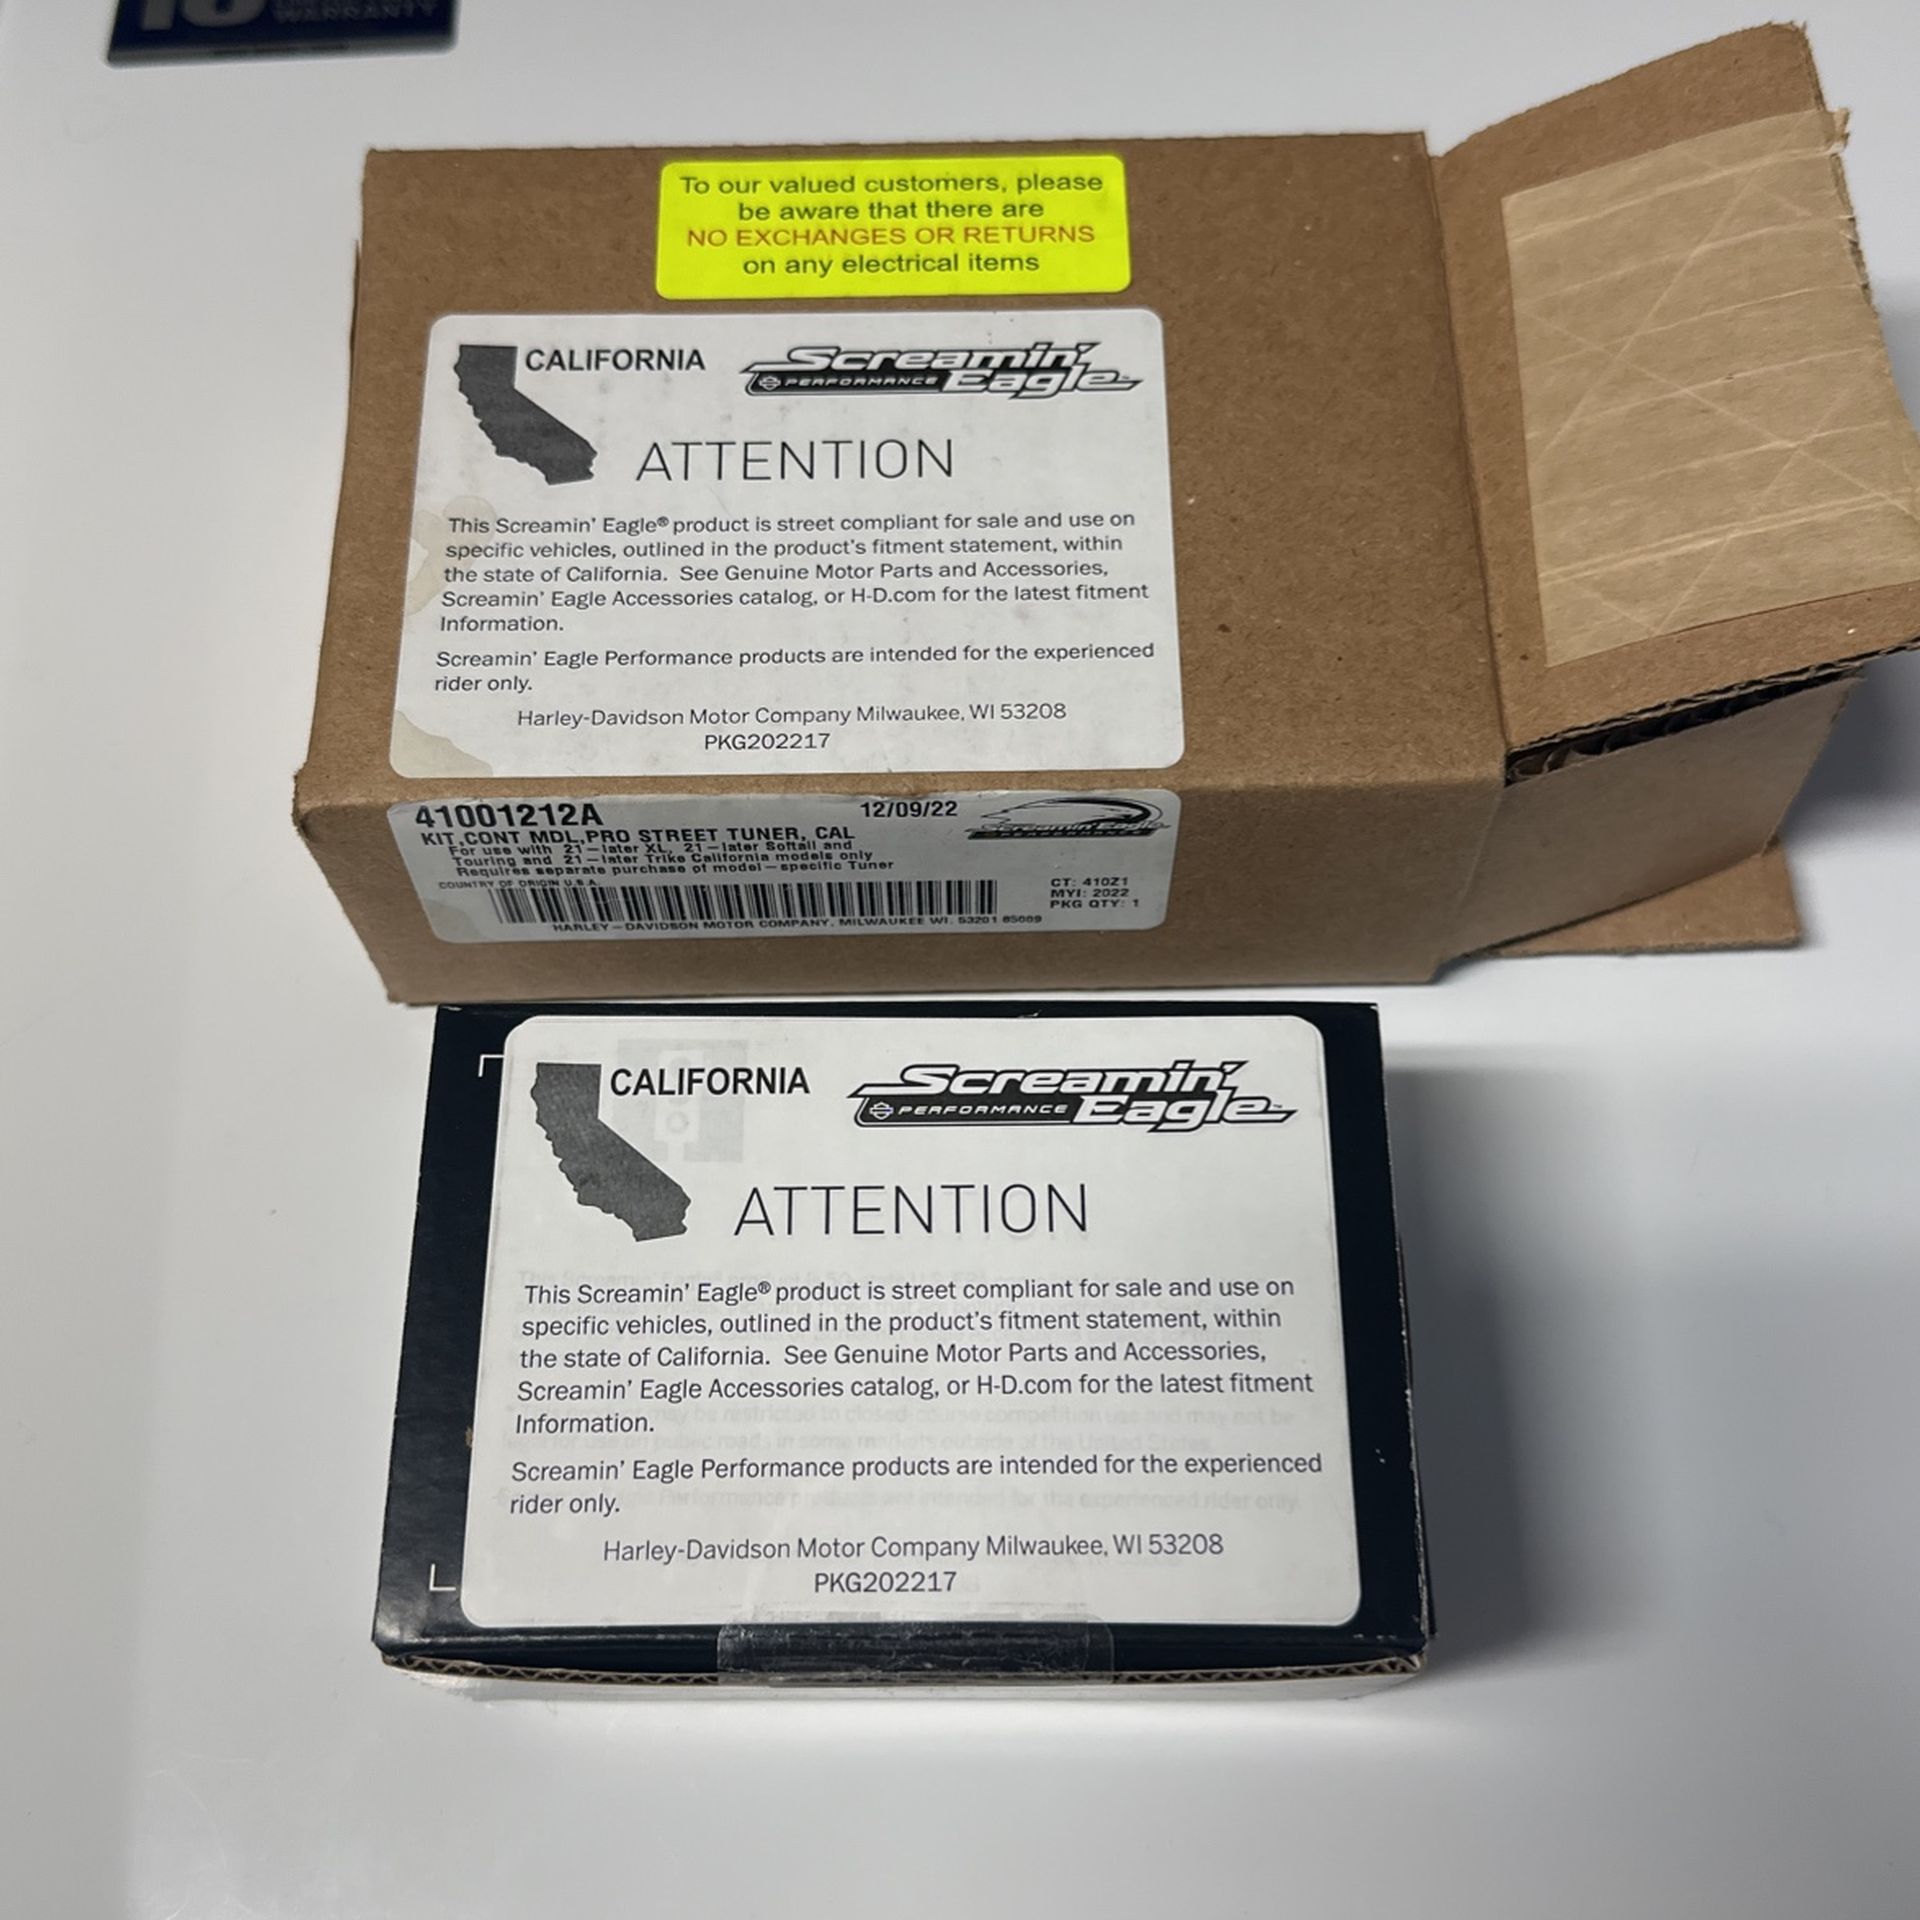 WARRANTY
To our valued customers, please
be aware that there are
NO EXCHANGES OR RETURNS
on any electrical items
CALIFORNIA
Screamin' Eagle
PERFORMANCE
ATTENTION
This Screamin' Eagle® product is street compliant for sale and use on
specific vehicles, outlined in the product's fitment statement, within
the state of California. See Genuine Motor Parts and Accessories,
Screamin' Eagle Accessories catalog, or H-D.com for the latest fitment
Information.
Screamin' Eagle Performance products are intended for the experienced
rider only.
Harley-Davidson Motor Company Milwaukee, WI 53208
PKG202217
41001212A
12/09/22
Screamin' Eagle
PERFORMANCE
KIT,CONT MDL,PRO STREET TUNER, CAL
For use with 21-later XL, 21-later Softail and
Touring and 21-later Trike California models only
Requires separate purchase of model-specific Tuner
COUNTRY OF ORIGIN U.S.A.
CT: 410Z1
MYI: 2022
PKG QTY: 1
HARLEY-DAVIDSON MOTOR COMPANY, MILWAUKEE WI. 53201
CALIFORNIA
Screamin' Eagle™
PERFORMANCE
ATTENTION
This Screamin' Eagle® product is street compliant for sale and use on
specific vehicles, outlined in the product's fitment statement, within
the state of California. See Genuine Motor Parts and Accessories,
Screamin' Eagle Accessories catalog, or H-D.com for the latest fitment
Information.
Screamin' Eagle Performance products are intended for the experienced
rider only.
Harley-Davidson Motor Company Milwaukee, WI 53208
PKG202217